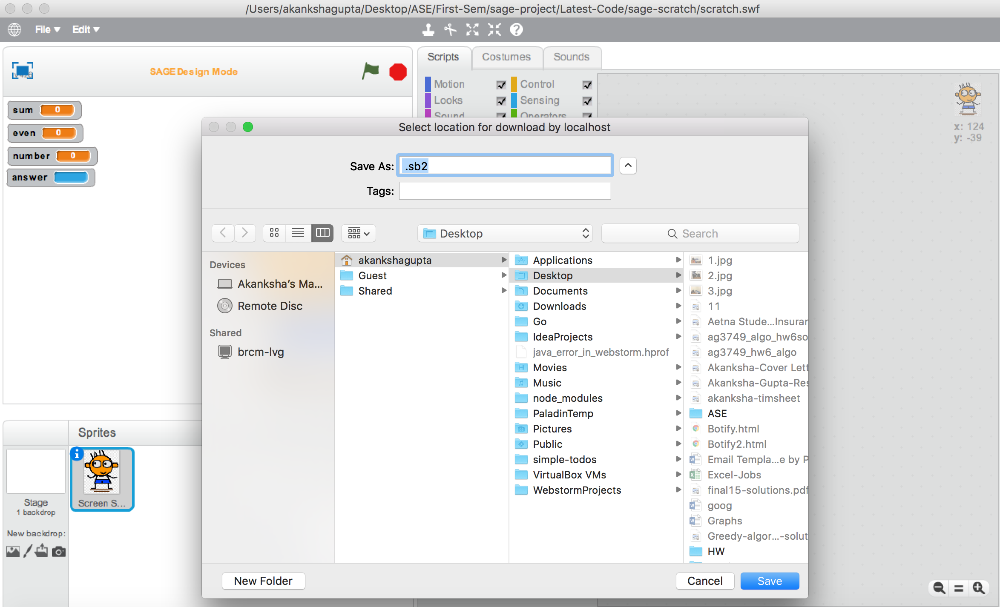 /Users/akankshagupta/Desktop/ASE/First-Sem/sage-project/Latest-Code/sage-scratch/scratch.swf
File Edit
SAGE Design Mode
Scripts Costumes Sounds
Motion Control
Looks Sensing
Sound Operators
sum 0
even 0
number 0
answer
x: 124
y: -39
Select location for download by localhost
Save As: .sb2
Tags:
Desktop
Search
Devices
Akanksha's Ma...
Remote Disc
Shared
brcm-lvg
akankshagupta
Guest
Shared
Applications
Desktop
Documents
Downloads
Go
IdeaProjects
java_error_in_webstorm.hprof
Movies
Music
node_modules
PaladinTemp
Pictures
Public
simple-todos
VirtualBox VMs
WebstormProjects
1.jpg
2.jpg
3.jpg
11
Aetna Stude...Insurar
ag3749_algo_hw6so
ag3749_hw6_algo
Akanksha-Cover Lett
Akanksha-Gupta-Res
akanksha-timsheet
ASE
Botify.html
Botify2.html
Email Templa...e by P
Excel-Jobs
final15-solutions.pdf
goog
Graphs
Greedy-algor...-solut
HW
New Folder
Cancel
Save
Sprites
Screen S...
Stage
1 backdrop
New backdrop: